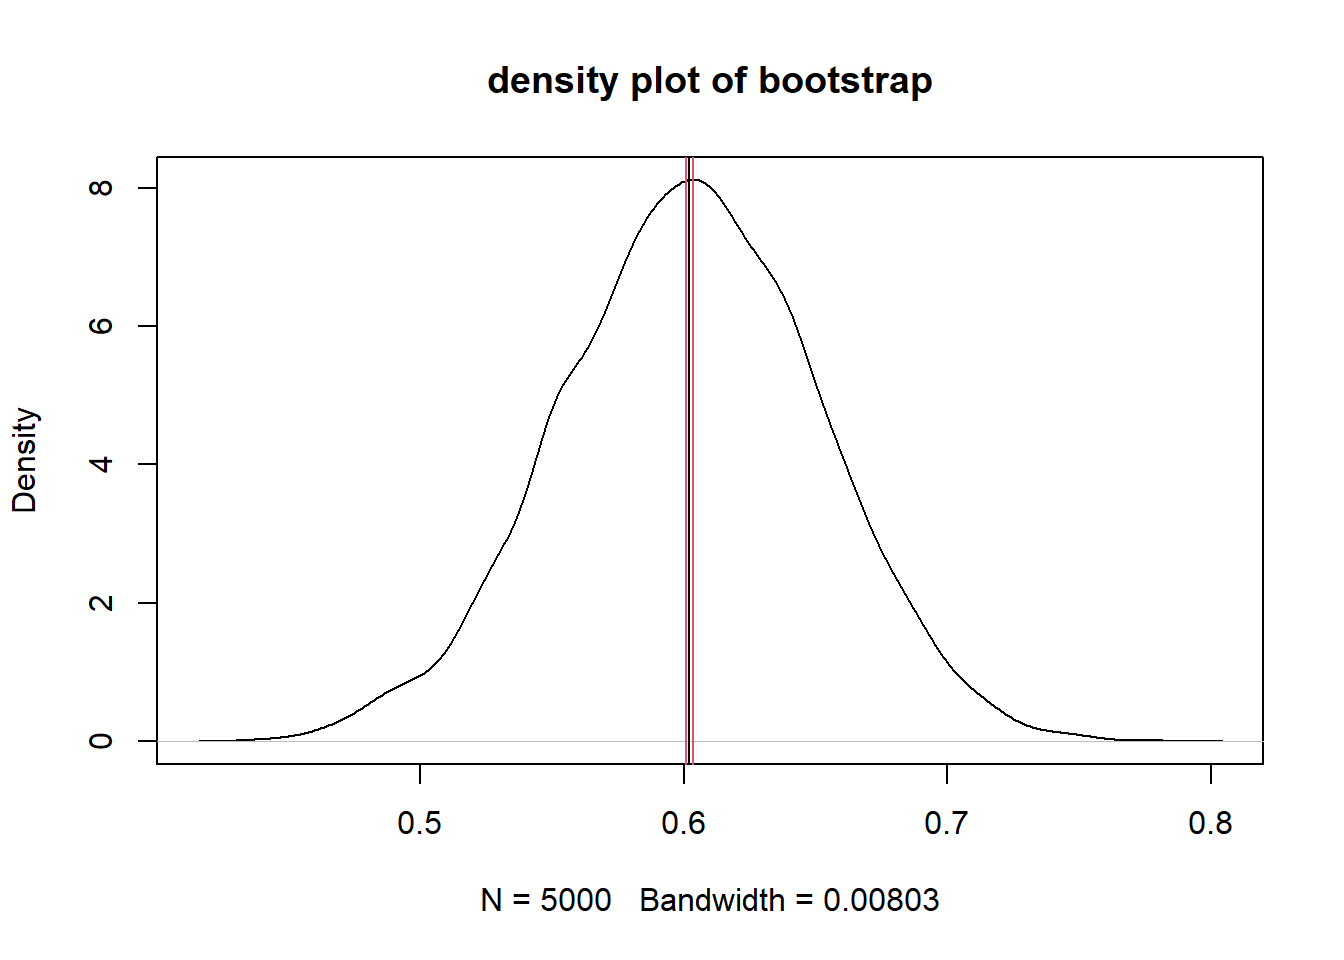 density plot of bootstrap
Density
8
6
4
2
0
0.5 0.6 0.7 0.8
N = 5000 Bandwidth = 0.00803